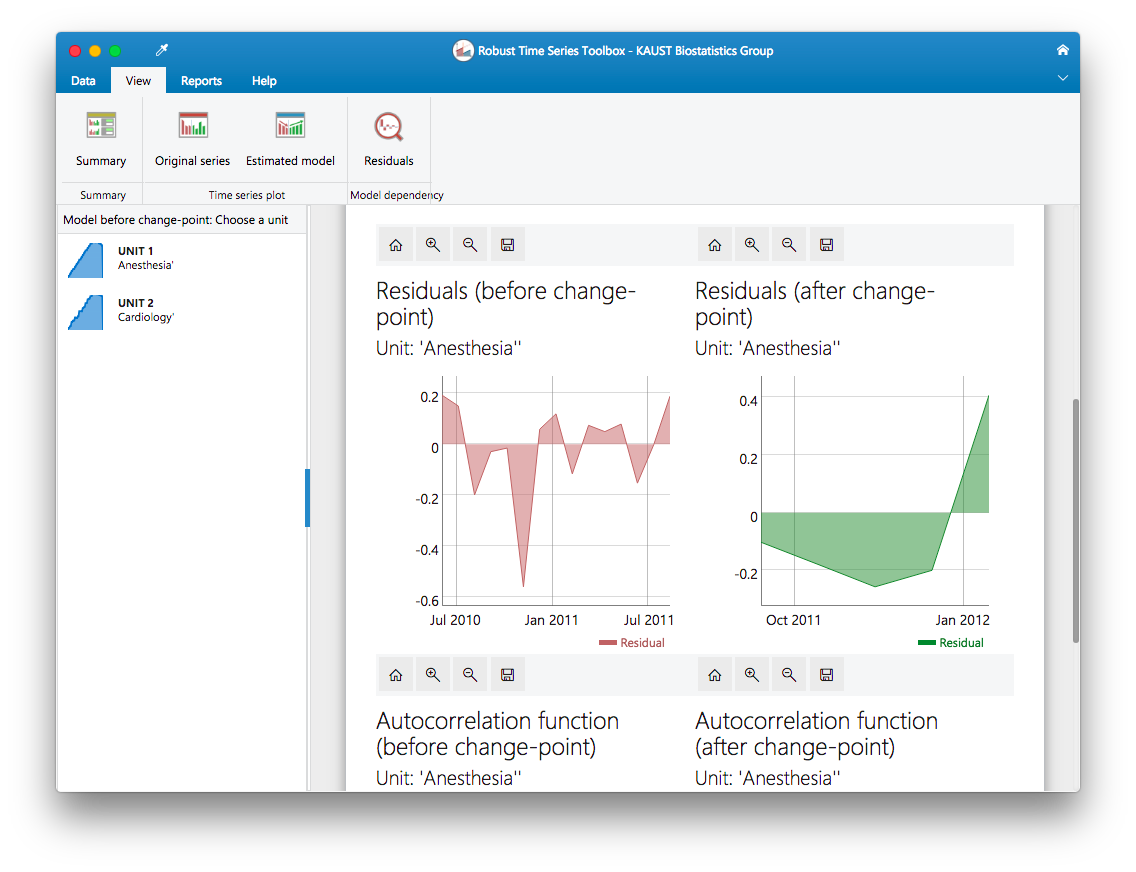 Robust Time Series Toolbox - KAUST Biostatistics Group
Data View Reports Help
Summary Original series Estimated model Residuals
Summary Time series plot Model dependency
Model before change-point: Choose a unit
UNIT 1
Anesthesia'
UNIT 2
Cardiology'
Residuals (before change-
point)
Unit: 'Anesthesia''
0.2
0
-0.2
-0.4
-0.6
Jul 2010 Jan 2011 Jul 2011
Residual
Residuals (after change-
point)
Unit: 'Anesthesia''
0.4
0.2
0
-0.2
Oct 2011 Jan 2012
Residual
Autocorrelation function
(before change-point)
Unit: 'Anesthesia''
Autocorrelation function
(after change-point)
Unit: 'Anesthesia''